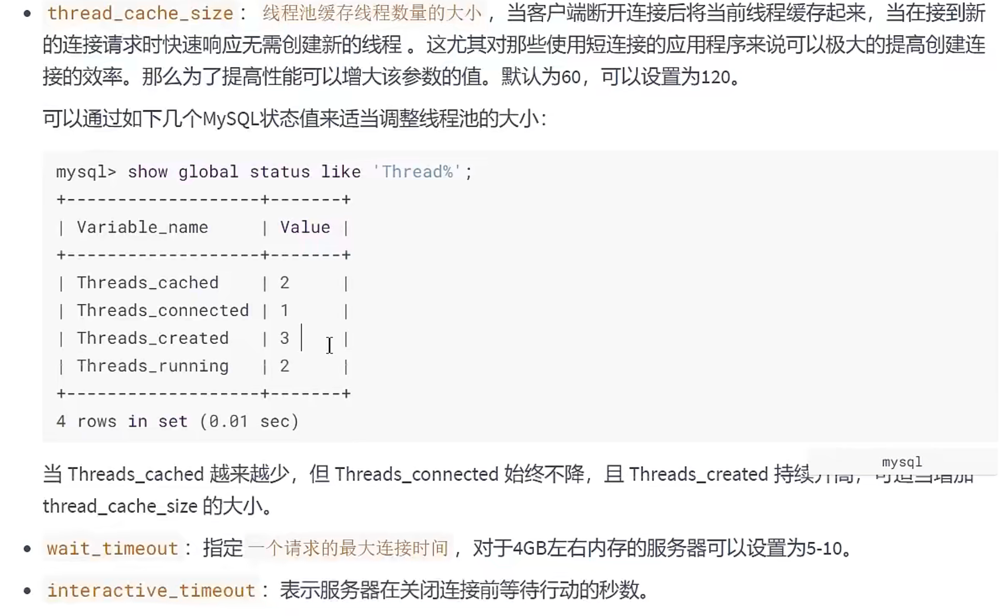 • thread_cache_size： 线程池缓存线程数量的大小 ，当客户端断开连接后将当前线程缓存起来，当在接到新
的连接请求时快速响应无需创建新的线程 。这尤其对那些使用短连接的应用程序来说可以极大的提高创建连
接的效率。那么为了提高性能可以增大该参数的值。默认为60，可以设置为120。
可以通过如下几个MySQL状态值来适当调整线程池的大小：
mysql> show global status like 'Thread%';
+-------------------+-------+
| Variable_name     | Value |
+-------------------+-------+
| Threads_cached    | 2     |
| Threads_connected | 1     |
| Threads_created   | 3     |
| Threads_running   | 2     |
+-------------------+-------+
4 rows in set (0.01 sec)
mysql
当 Threads_cached 越来越少，但 Threads_connected 始终不降，且 Threads_created 持续升高，可适当增加
thread_cache_size 的大小。
• wait_timeout： 指定 一个请求的最大连接时间 ，对于4GB左右内存的服务器可以设置为5-10。
• interactive_timeout： 表示服务器在关闭连接前等待行动的秒数。